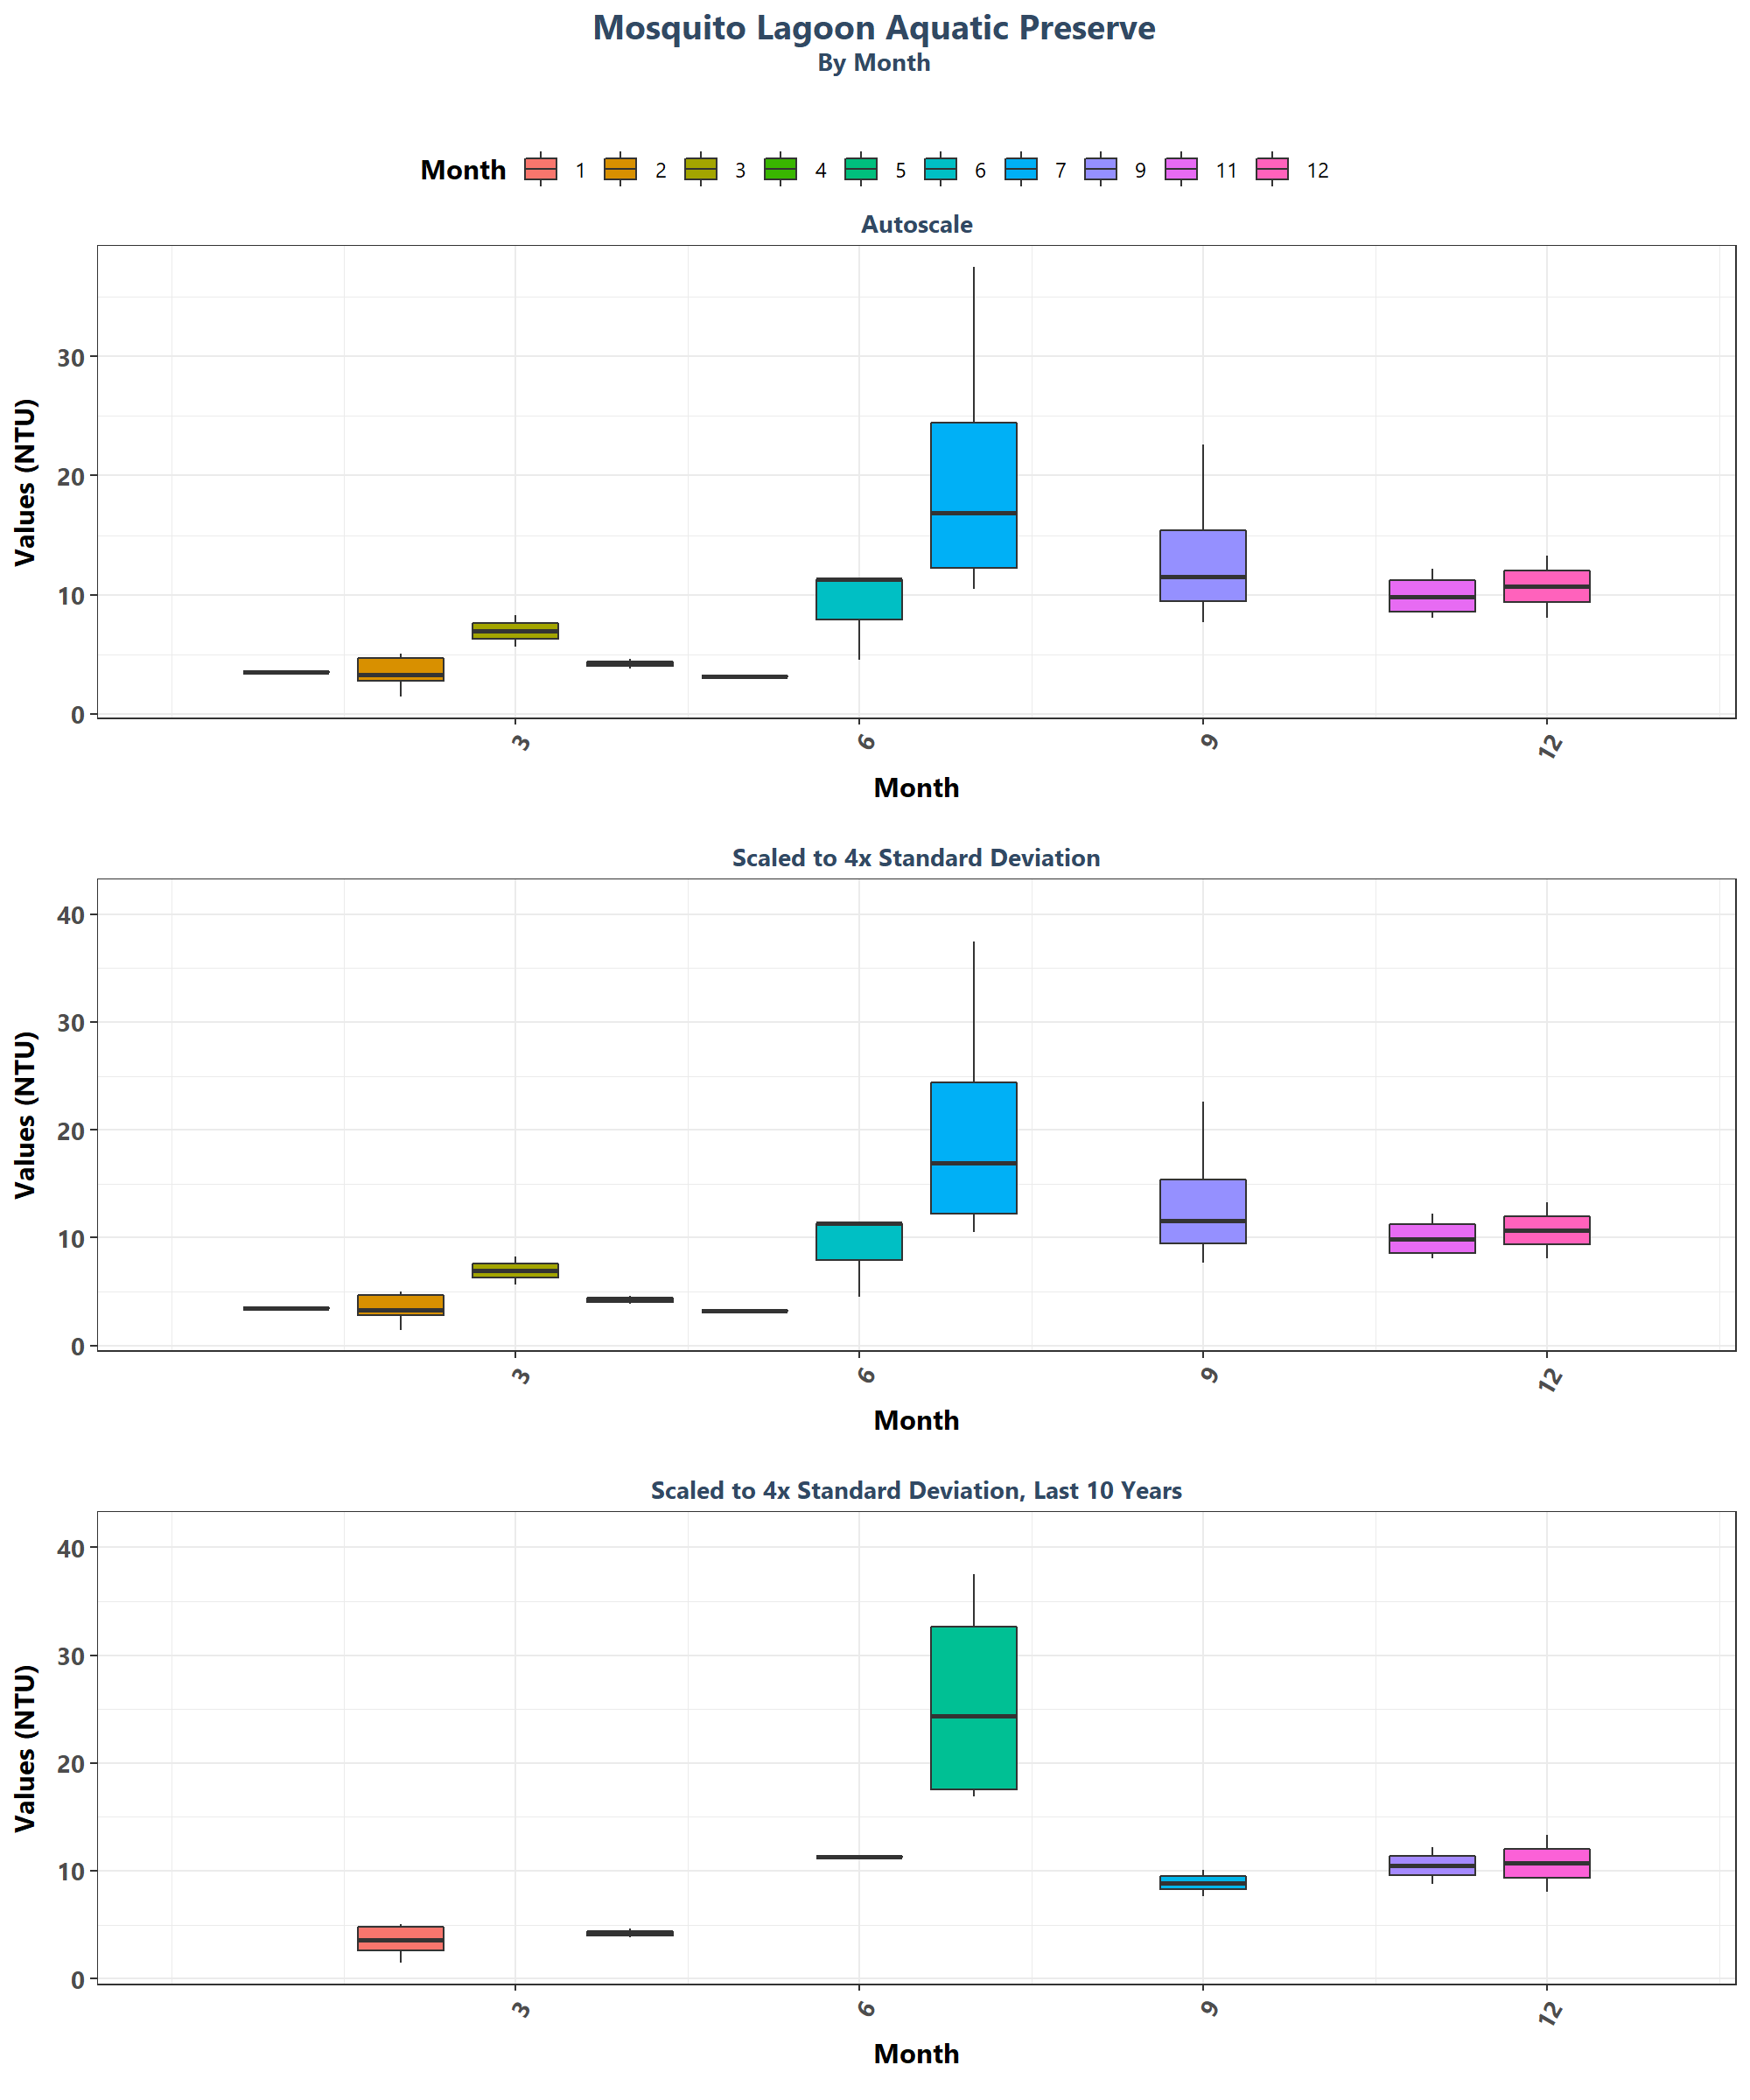 Mosquito Lagoon Aquatic Preserve
By Month
Month 1 2 3 4 5 6 7 9 11 12
Autoscale
Values (NTU)
30
20
10
0
3 6 9 12
Month
Scaled to 4x Standard Deviation
Values (NTU)
40
30
20
10
0
3 6 9 12
Month
Scaled to 4x Standard Deviation, Last 10 Years
Values (NTU)
40
30
20
10
0
3 6 9 12
Month